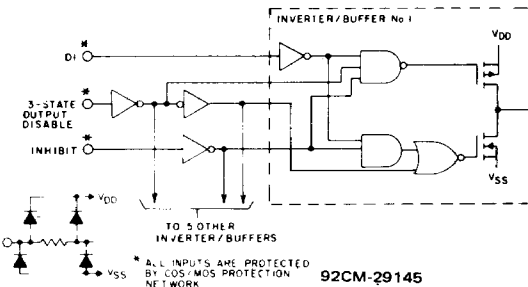 INVERTER/BUFFER No.1
D1
*
VDD
*
3-STATE
OUTPUT
DISABLE
*
INHIBIT
VSS
VDD
TO 5 OTHER
INVERTER/BUFFERS
VSS
* ALL INPUTS ARE PROTECTED
BY COS/MOS PROTECTION
NETWORK
92CM-29145